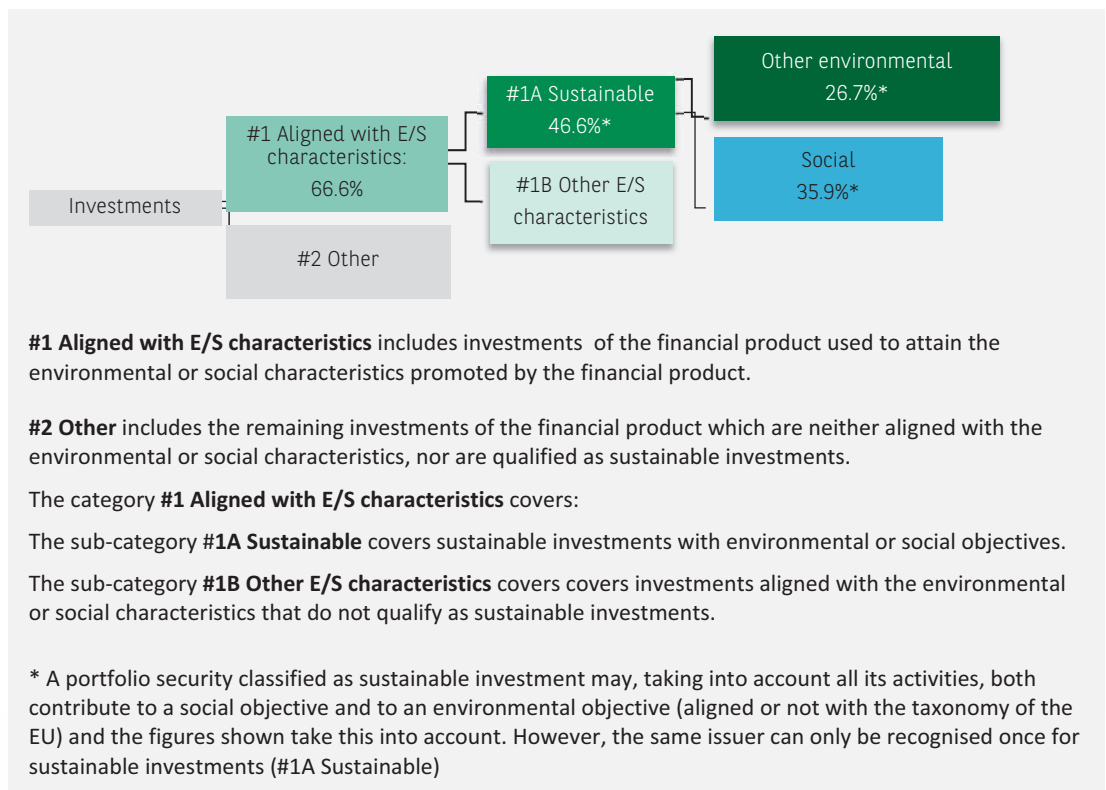 Other environmental
26.7%*
#1A Sustainable
46.6%*
#1 Aligned with E/S
characteristics:
66.6%
Social
35.9%*
#1B Other E/S
characteristics
Investments
#2 Other
#1 Aligned with E/S characteristics includes investments of the financial product used to attain the
environmental or social characteristics promoted by the financial product.
#2 Other includes the remaining investments of the financial product which are neither aligned with the
environmental or social characteristics, nor are qualified as sustainable investments.
The category #1 Aligned with E/S characteristics covers:
The sub-category #1A Sustainable covers sustainable investments with environmental or social objectives.
The sub-category #1B Other E/S characteristics covers covers investments aligned with the environmental
or social characteristics that do not qualify as sustainable investments.
* A portfolio security classified as sustainable investment may, taking into account all its activities, both
contribute to a social objective and to an environmental objective (aligned or not with the taxonomy of the
EU) and the figures shown take this into account. However, the same issuer can only be recognised once for
sustainable investments (#1A Sustainable)